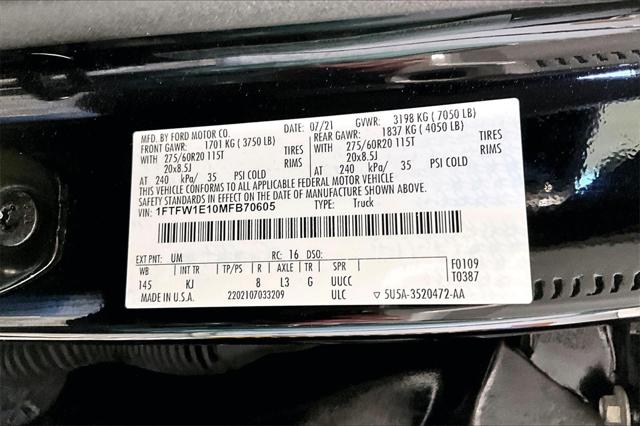 MFD. BY FORD MOTOR CO. DATE: 07/21 GVWR: 3198 KG ( 7050 LB)
FRONT GAWR: 1701 KG ( 3750 LB) REAR GAWR: 1837 KG ( 4050 LB)
WITH 275/60R20 115T TIRES WITH 275/60R20 115T TIRES
20x8.5J RIMS 20x8.5J RIMS
AT 240 kPa/ 35 PSI COLD AT 240 kPa/ 35 PSI COLD
THIS VEHICLE CONFORMS TO ALL APPLICABLE FEDERAL MOTOR VEHICLE
SAFETY STANDARDS IN EFFECT ON THE DATE OF MANUFACTURE SHOWN ABOVE.
VIN: 1FTFW1E10MFB70605 TYPE: Truck
EXT PNT: UM RC: 16 DSO: F0109
WB INT TR TP/PS R AXLE TR SPR T0387
145 KJ 8 L3 G UUCC
MADE IN U.S.A. 2202107033209 ULC ▽ 5U5A-3520472-AA